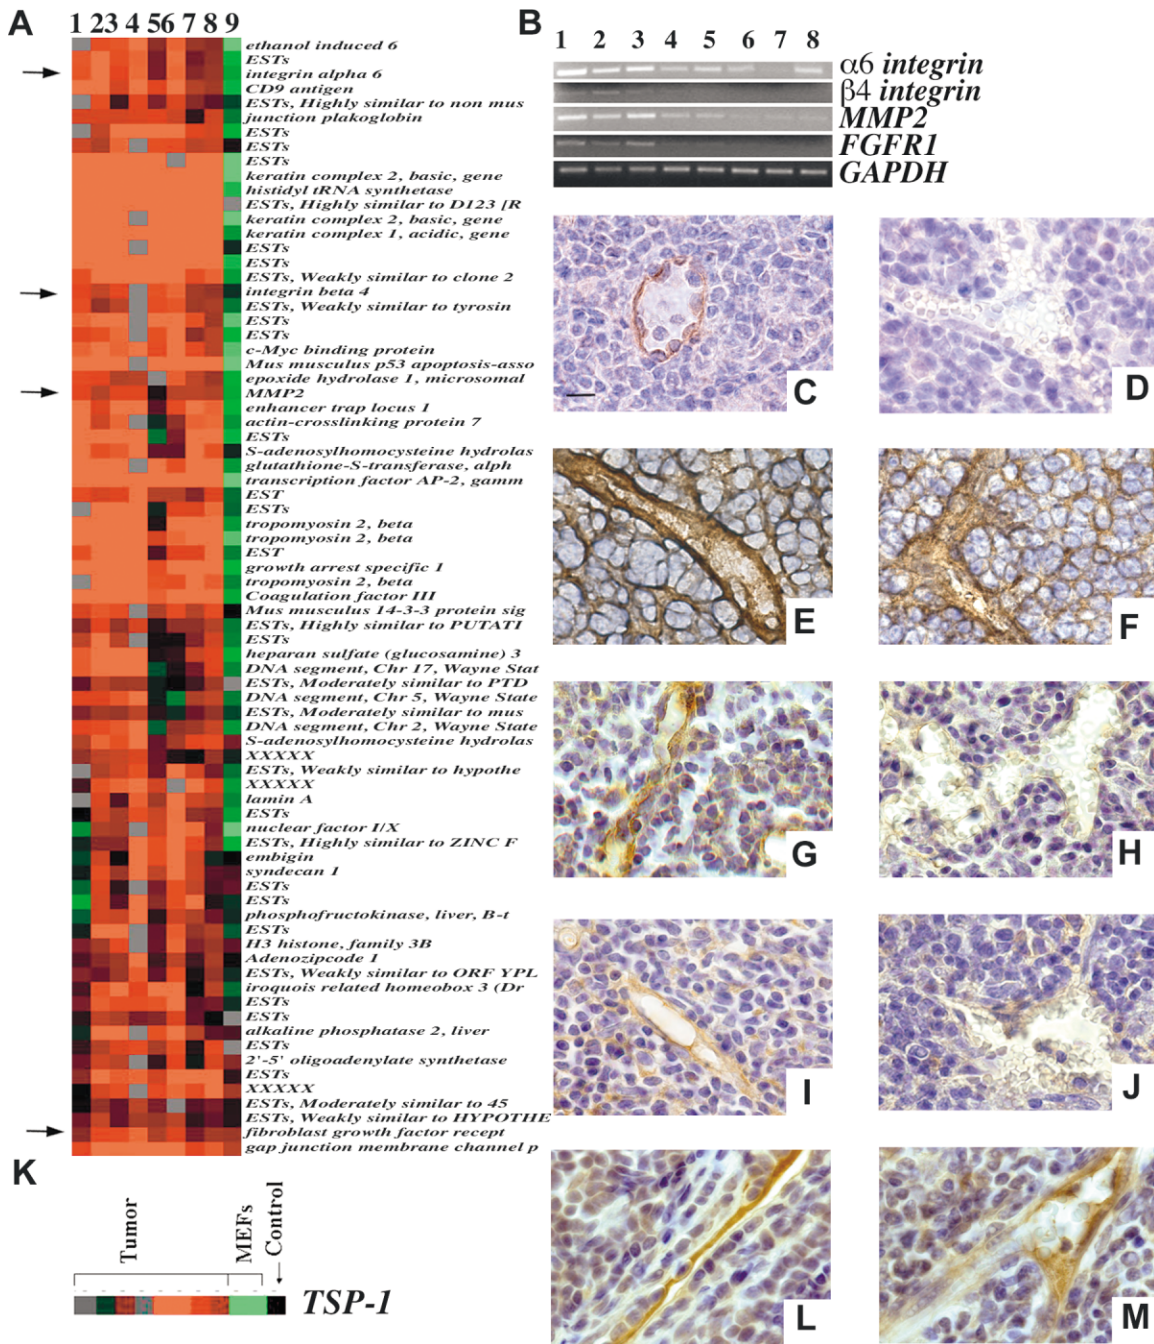 A
1 2 3 4 5 6 7 8 9
ethanol induced 6
ESTs
integrin alpha 6
CD9 antigen
ESTs, Highly similar to non mus
junction plakoglobin
ESTs
ESTs
ESTs
keratin complex 2, basic, gene
histidyl tRNA synthetase
ESTs, Highly similar to D123 [R
keratin complex 2, basic, gene
keratin complex 1, acidic, gene
ESTs
ESTs
ESTs, Weakly similar to clone 2
integrin beta 4
ESTs, Weakly similar to tyrosin
ESTs
ESTs
c-Myc binding protein
Mus musculus p53 apoptosis-asso
epoxide hydrolase 1, microsomal
MMP2
enhancer trap locus 1
actin-crosslinking protein 7
ESTs
S-adenosylhomocysteine hydrolas
glutathione-S-transferase, alph
transcription factor AP-2, gamm
EST
ESTs
tropomyosin 2, beta
tropomyosin 2, beta
EST
growth arrest specific 1
tropomyosin 2, beta
Coagulation factor III
Mus musculus 14-3-3 protein sig
ESTs, Highly similar to PUTATI
ESTs
heparan sulfate (glucosamine) 3
DNA segment, Chr 17, Wayne Stat
ESTs, Moderately similar to PTD
DNA segment, Chr 5, Wayne State
ESTs, Moderately similar to mus
DNA segment, Chr 2, Wayne State
S-adenosylhomocysteine hydrolas
XXXXX
ESTs, Weakly similar to hypothe
XXXXX
lamin A
ESTs
nuclear factor I/X
ESTs, Highly similar to ZINC F
embigin
syndecan 1
ESTs
ESTs
phosphofructokinase, liver, B-t
ESTs
H3 histone, family 3B
Adenozipcode 1
ESTs, Weakly similar to ORF YPL
iroquois related homeobox 3 (Dr
ESTs
ESTs
alkaline phosphatase 2, liver
ESTs
2'-5' oligoadenylate synthetase
ESTs
XXXXX
ESTs, Moderately similar to 45
ESTs, Weakly similar to HYPOTHE
fibroblast growth factor recept
gap junction membrane channel p
B
1 2 3 4 5 6 7 8
α6 integrin
β4 integrin
MMP2
FGFR1
GAPDH
C
D
E
F
G
H
I
J
K
Tumor
MEFs
Control
TSP-1
L
M